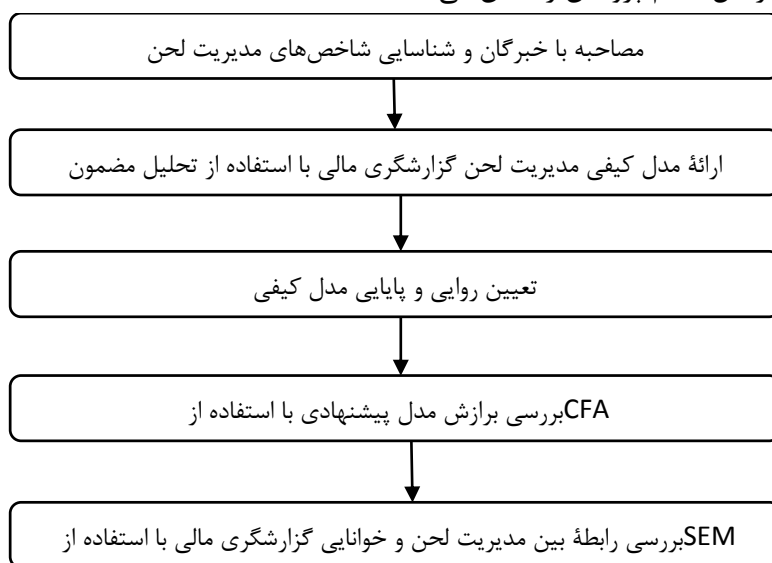 مصاحبه با خبرگان و شناسایی شاخص‌های مدیریت لحن
ارائۀ مدل کیفی مدیریت لحن گزارشگری مالی با استفاده از تحلیل مضمون
تعیین روایی و پایایی مدل کیفی
بررسی برازش مدل پیشنهادی با استفاده از CFA
بررسی رابطۀ بین مدیریت لحن و خوانایی گزارشگری مالی با استفاده از SEM